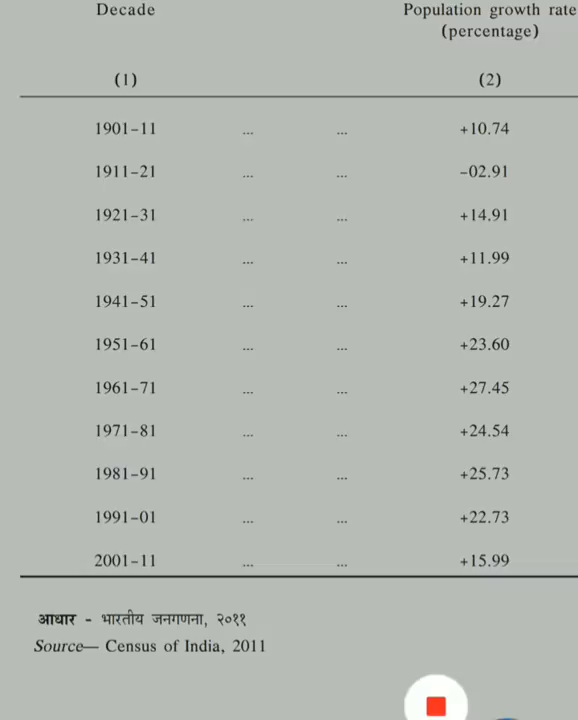 Decade Population growth rate
(percentage)
(1) (2)
1901-11 ... ... +10.74
1911-21 ... ... -02.91
1921-31 ... ... +14.91
1931-41 ... ... +11.99
1941-51 ... ... +19.27
1951-61 ... ... +23.60
1961-71 ... ... +27.45
1971-81 ... ... +24.54
1981-91 ... ... +25.73
1991-01 ... ... +22.73
2001-11 ... ... +15.99
आधार - भारतीय जनगणना, २०११
Source— Census of India, 2011